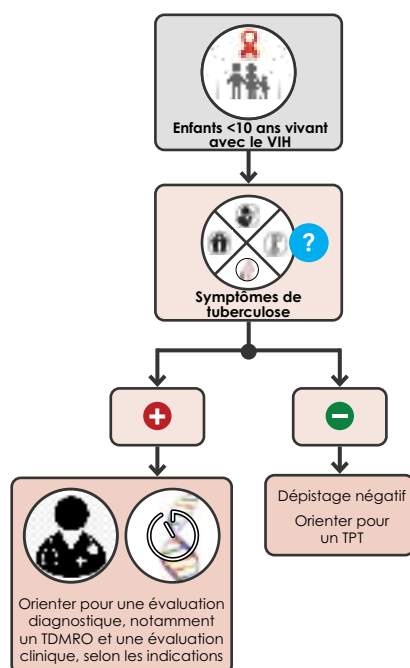 Enfants <10 ans vivant
avec le VIH
?
Symptômes de
tuberculose
+
−
Orienter pour une évaluation
diagnostique, notamment
un TDMRO et une évaluation
clinique, selon les indications
Dépistage négatif
Orienter pour
un TPT